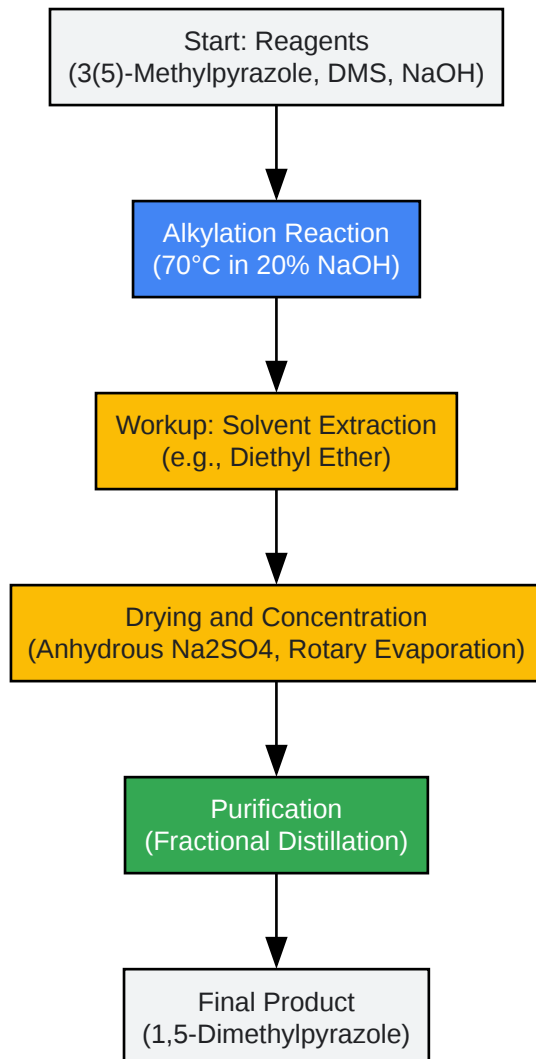 Start: Reagents
(3(5)-Methylpyrazole, DMS, NaOH)
Alkylation Reaction
(70°C in 20% NaOH)
Workup: Solvent Extraction
(e.g., Diethyl Ether)
Drying and Concentration
(Anhydrous Na2SO4, Rotary Evaporation)
Purification
(Fractional Distillation)
Final Product
(1,5-Dimethylpyrazole)